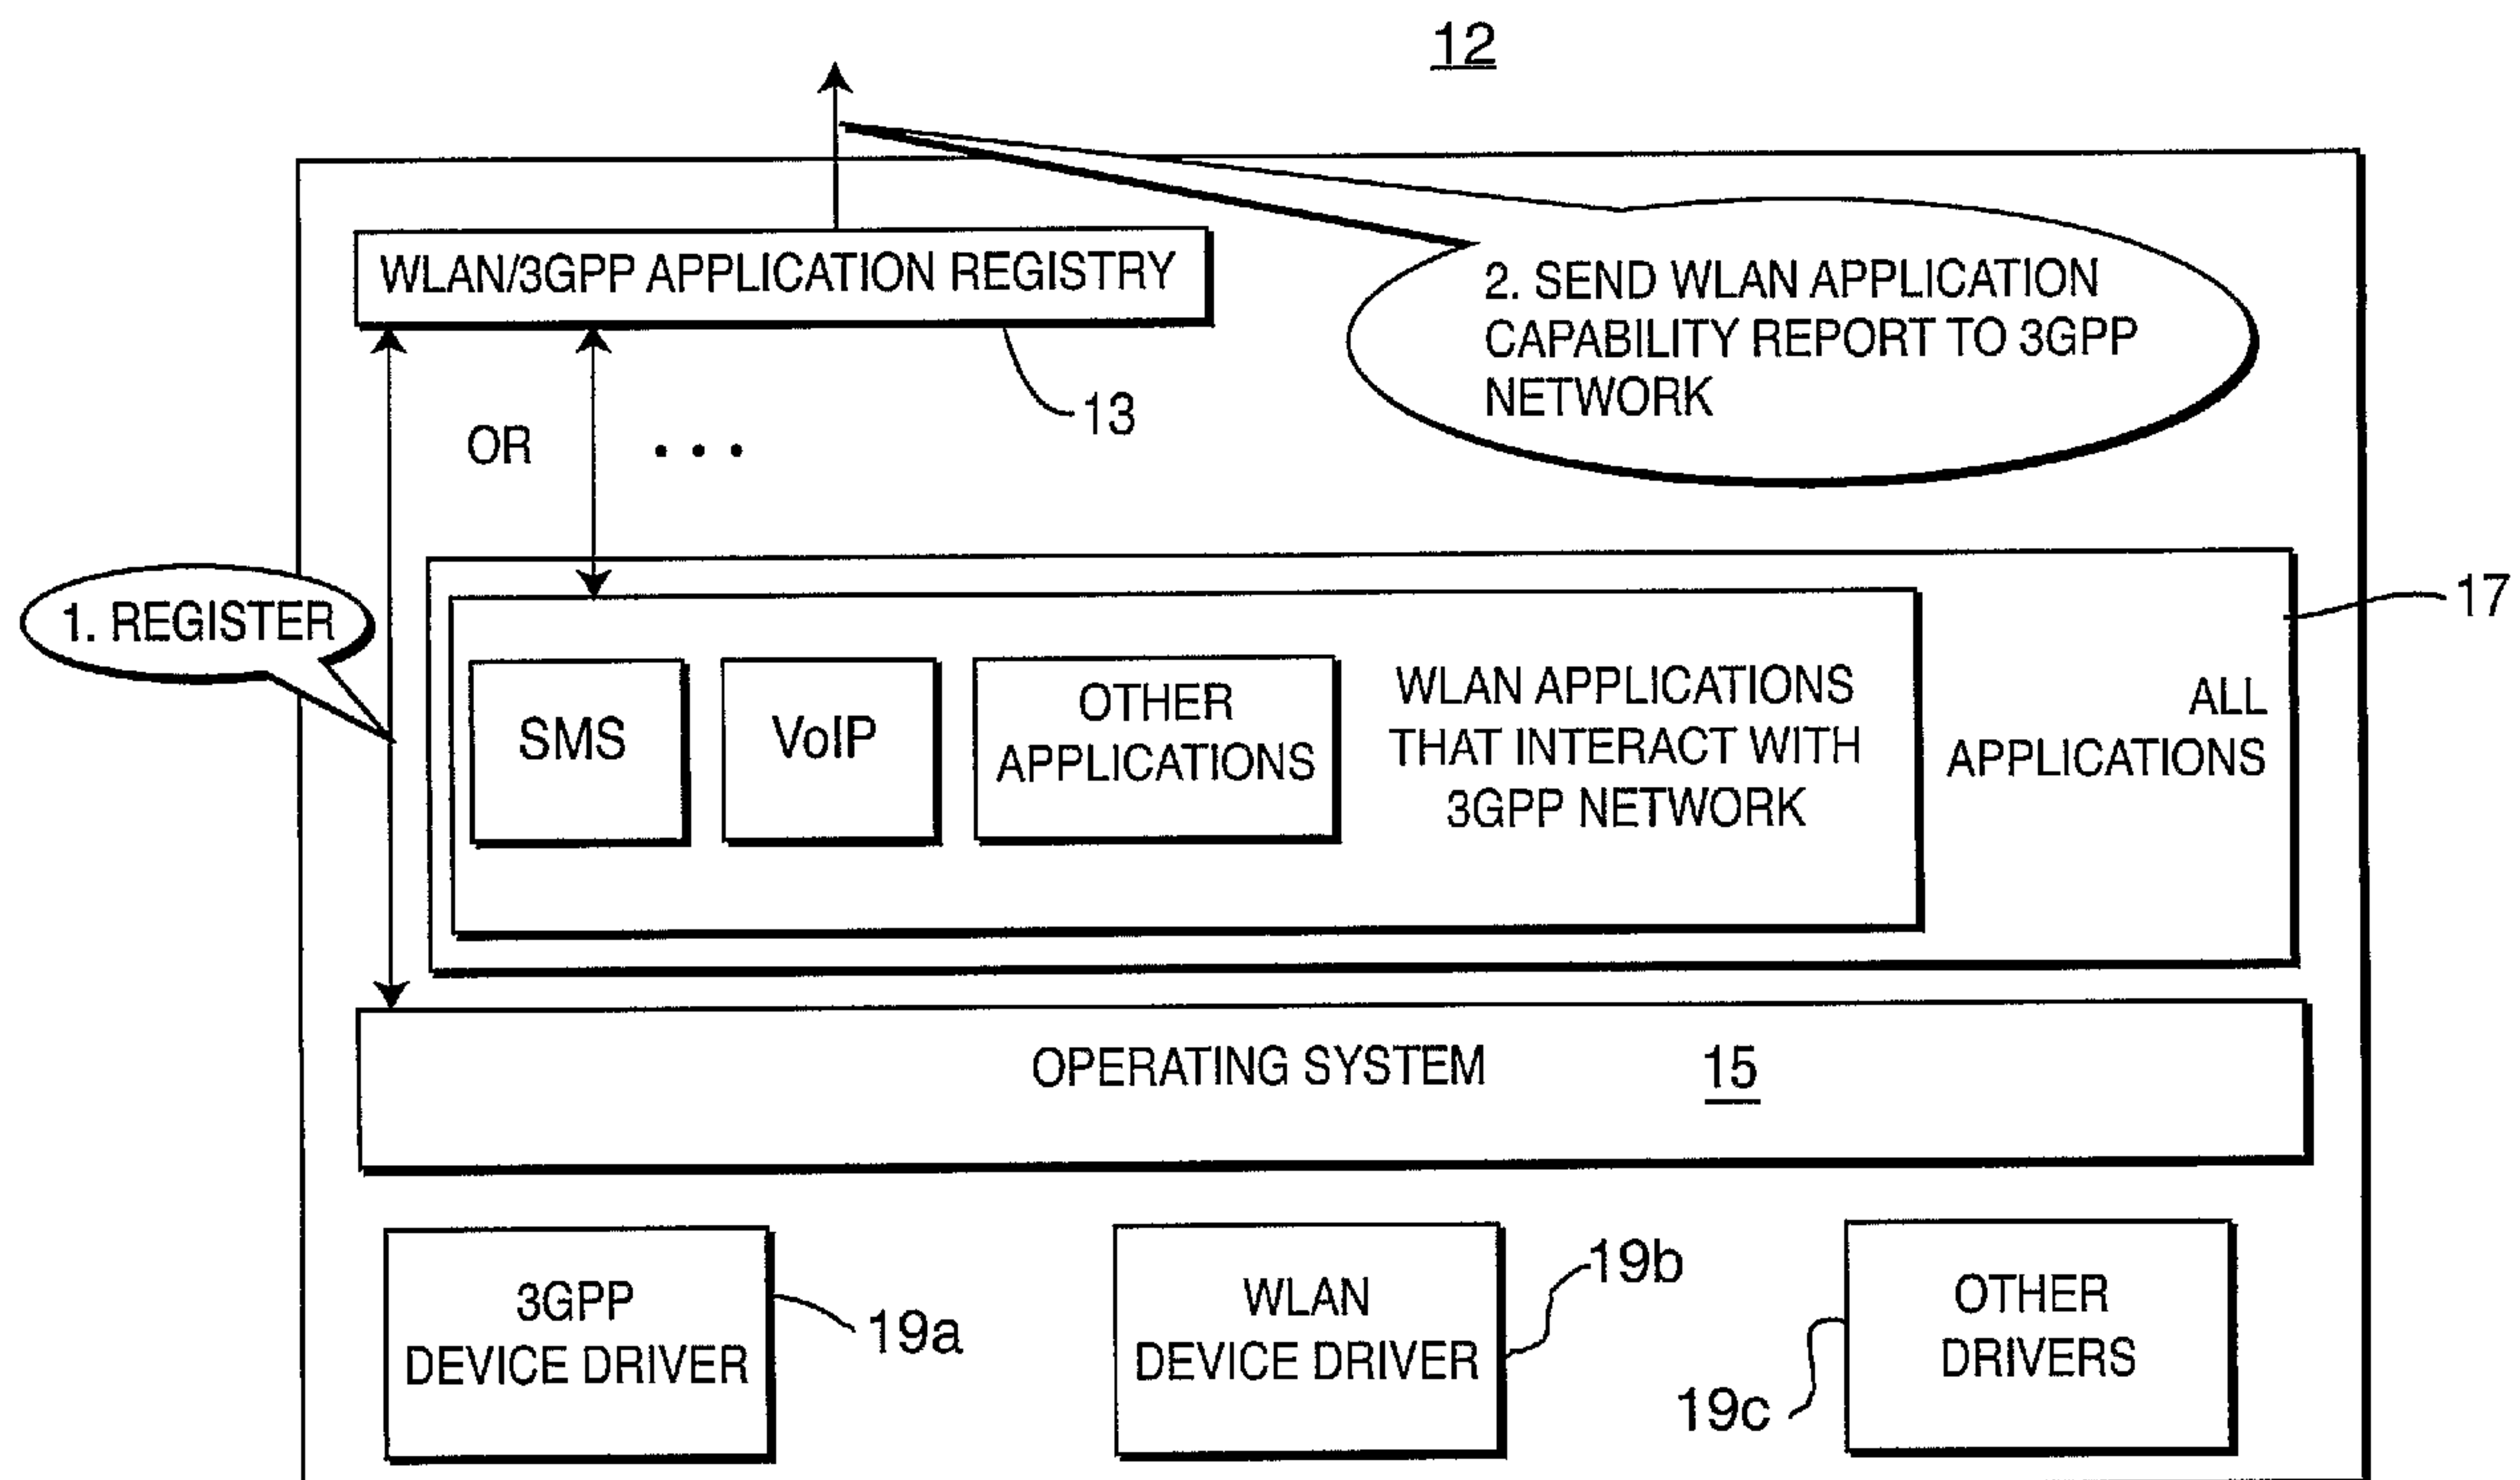 12
WLAN/3GPP APPLICATION REGISTRY
2. SEND WLAN APPLICATION
CAPABILITY REPORT TO 3GPP
NETWORK
13
OR
• • •
1. REGISTER
17
SMS
VoIP
OTHER
APPLICATIONS
WLAN APPLICATIONS
THAT INTERACT WITH
3GPP NETWORK
ALL
APPLICATIONS
OPERATING SYSTEM
15
3GPP
DEVICE DRIVER
19a
WLAN
DEVICE DRIVER
19b
OTHER
DRIVERS
19c